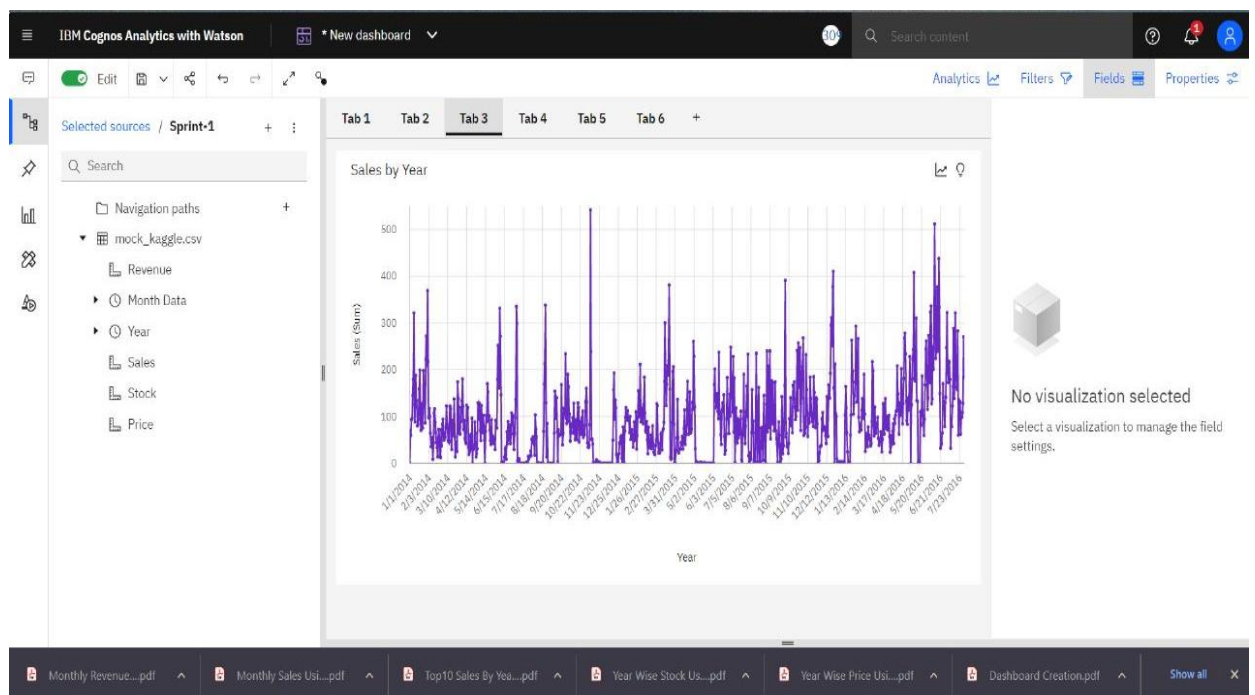 IBM Cognos Analytics with Watson
* New dashboard
Search content
1
Edit
Analytics
Filters
Fields
Properties
Selected sources / Sprint-1
Search
Navigation paths
mock_kaggle.csv
Revenue
Month Data
Year
Sales
Stock
Price
Tab 1 Tab 2 Tab 3 Tab 4 Tab 5 Tab 6 +
Sales by Year
Sales (Sum)
500
400
300
200
100
0
1/1/2014
2/3/2014
3/10/2014
4/12/2014
5/14/2014
6/15/2014
7/17/2014
8/18/2014
9/20/2014
10/22/2014
11/23/2014
12/25/2014
1/26/2015
2/27/2015
3/31/2015
5/2/2015
6/3/2015
7/5/2015
8/6/2015
9/7/2015
10/9/2015
11/10/2015
12/12/2015
1/13/2016
2/14/2016
3/17/2016
4/18/2016
5/20/2016
6/21/2016
7/23/2016
Year
No visualization selected
Select a visualization to manage the field
settings.
Monthly Revenue....pdf
Monthly Sales Usi....pdf
Top10 Sales By Yea....pdf
Year Wise Stock Us....pdf
Year Wise Price Usi....pdf
Dashboard Creation.pdf
Show all
X